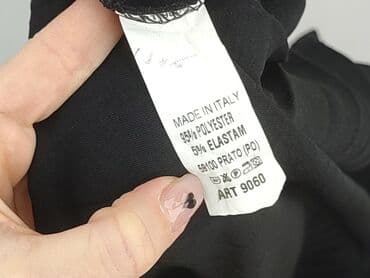 MADE IN ITALY
95% POLYESTER
5% ELASTAM
59100 PRATO (PO)
ART 9060